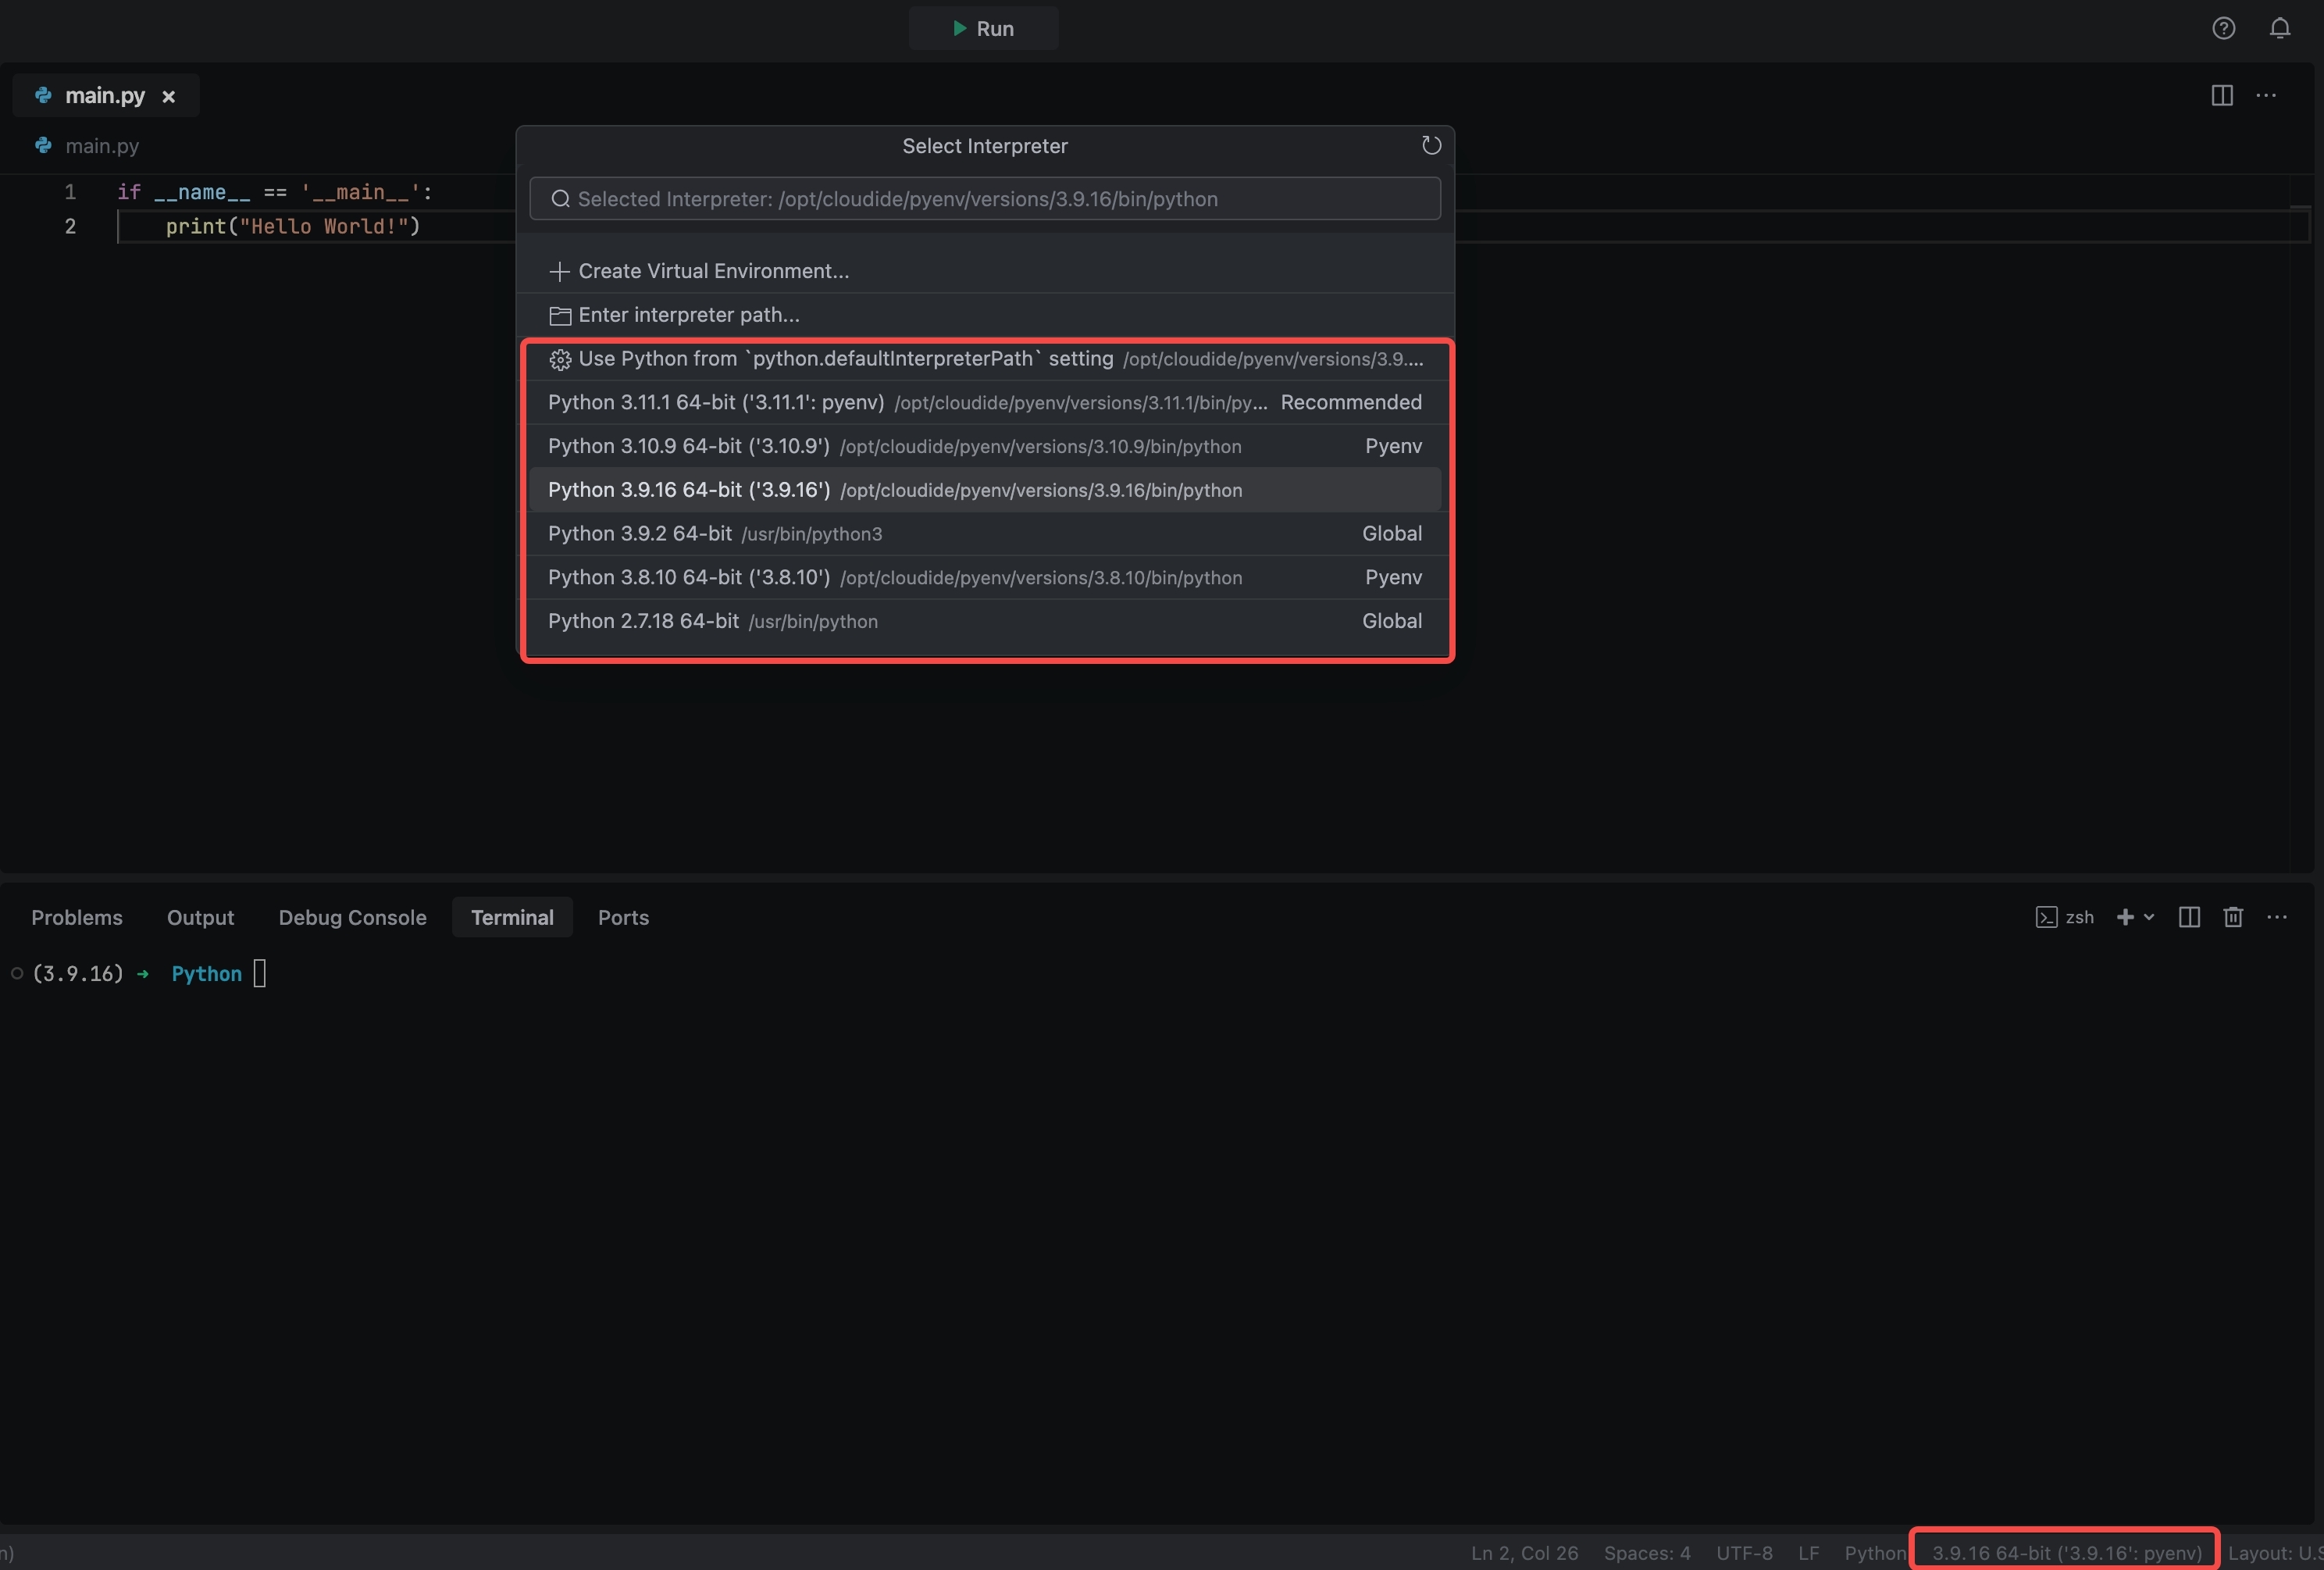 Run
main.py
main.py
1 if __name__ == '__main__':
2 print("Hello World!")
Select Interpreter
Selected Interpreter: /opt/cloudide/pyenv/versions/3.9.16/bin/python
Create Virtual Environment...
Enter interpreter path...
Use Python from `python.defaultInterpreterPath` setting /opt/cloudide/pyenv/versions/3.9....
Python 3.11.1 64-bit ('3.11.1': pyenv) /opt/cloudide/pyenv/versions/3.11.1/bin/py... Recommended
Python 3.10.9 64-bit ('3.10.9') /opt/cloudide/pyenv/versions/3.10.9/bin/python Pyenv
Python 3.9.16 64-bit ('3.9.16') /opt/cloudide/pyenv/versions/3.9.16/bin/python
Python 3.9.2 64-bit /usr/bin/python3 Global
Python 3.8.10 64-bit ('3.8.10') /opt/cloudide/pyenv/versions/3.8.10/bin/python Pyenv
Python 2.7.18 64-bit /usr/bin/python Global
Problems Output Debug Console Terminal Ports zsh
(3.9.16) ➜ Python
n) Ln 2, Col 26 Spaces: 4 UTF-8 LF Python 3.9.16 64-bit ('3.9.16': pyenv) Layout: U.S